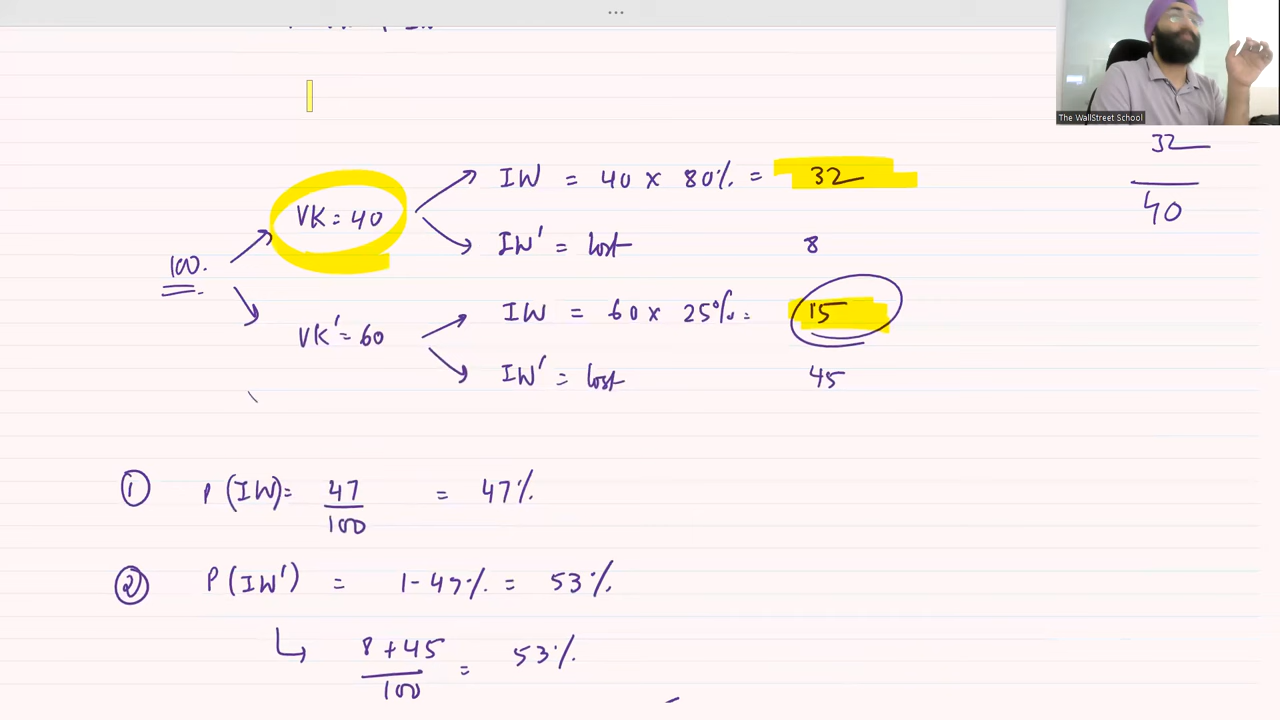 ...
The WallStreet School
32
40
IW = 40 x 80% = 32
VK = 40
IW' = lost 8
100.
IW = 60 x 25% = 15
VK' = 60
IW' = lost 45
① P(IW) = 47/100 = 47%
② P(IW') = 1 - 47% = 53%
8 + 45/100 = 53%